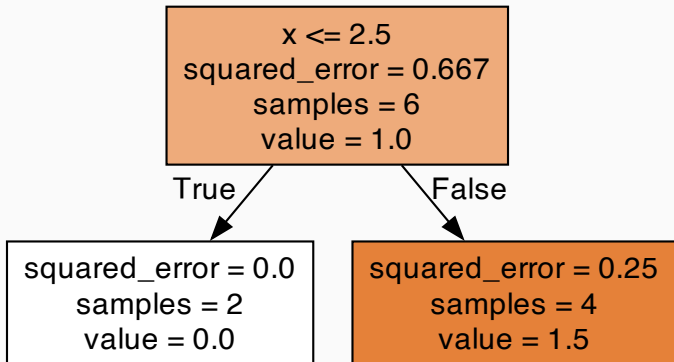 x <= 2.5
squared_error = 0.667
samples = 6
value = 1.0
True
False
squared_error = 0.0
samples = 2
value = 0.0
squared_error = 0.25
samples = 4
value = 1.5